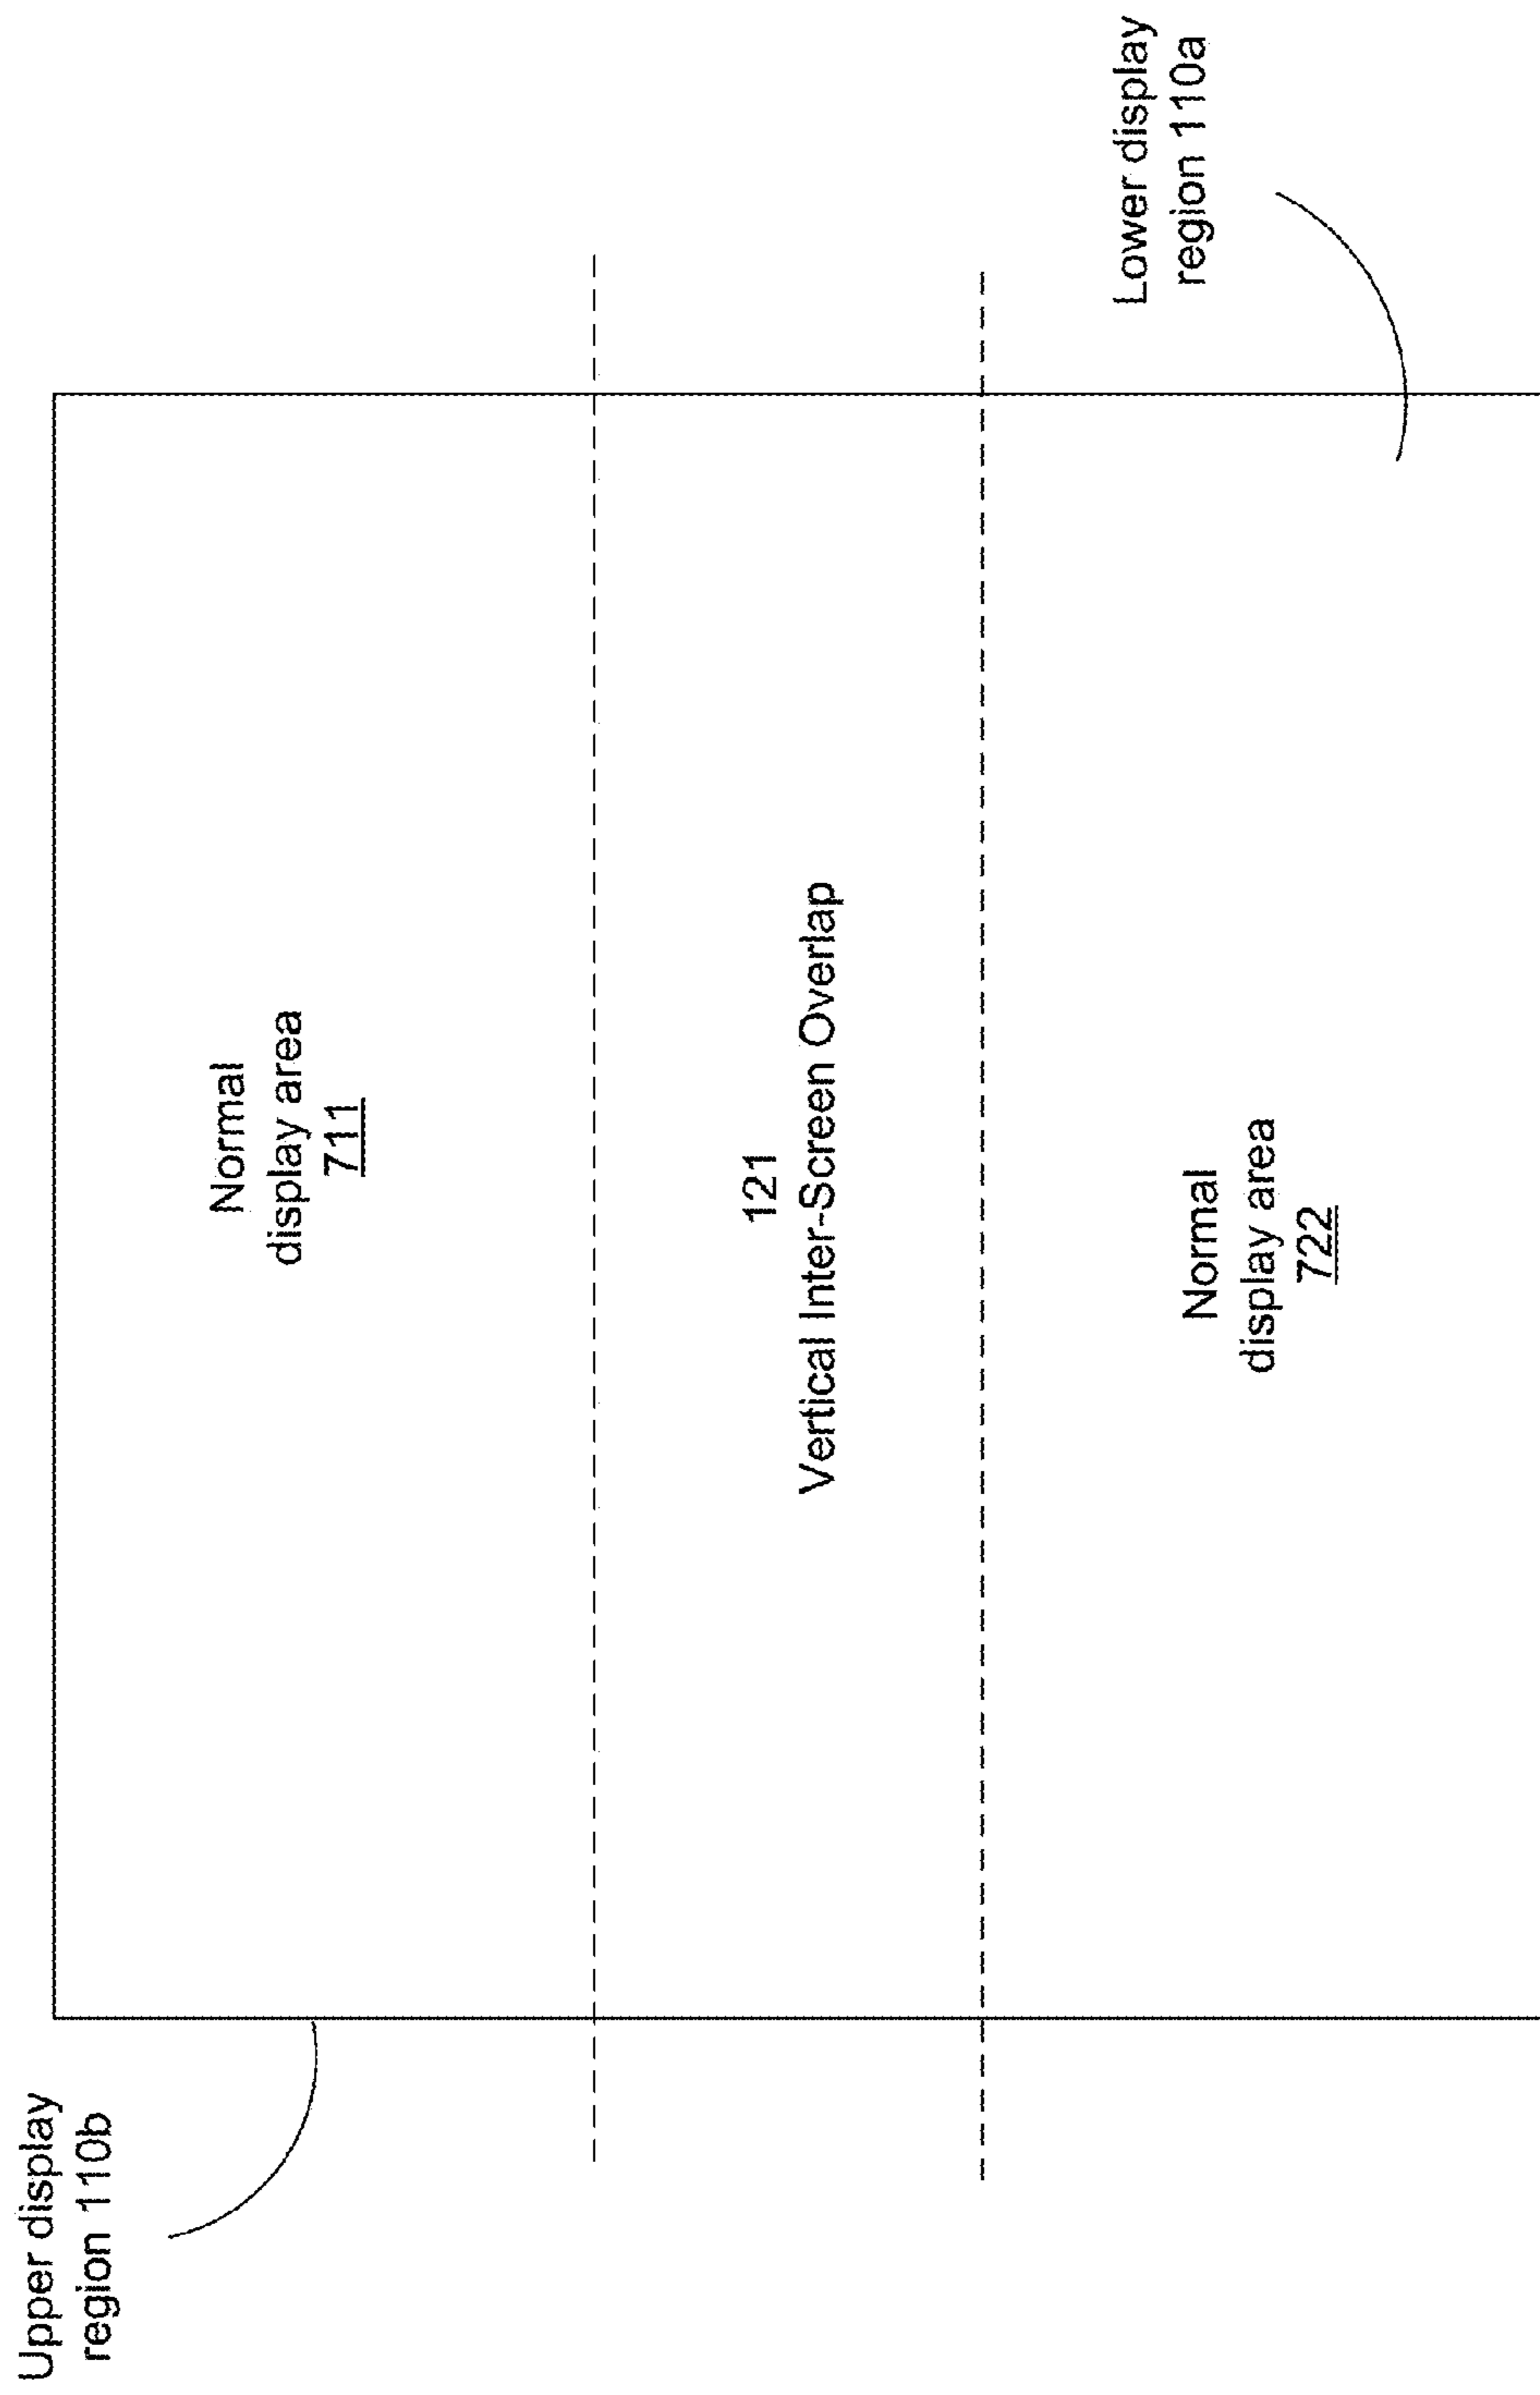 Upper display
region 110b
Normal
display area
711
121
Vertical Inter-Screen Overlap
Normal
display area
722
Lower display
region 110a